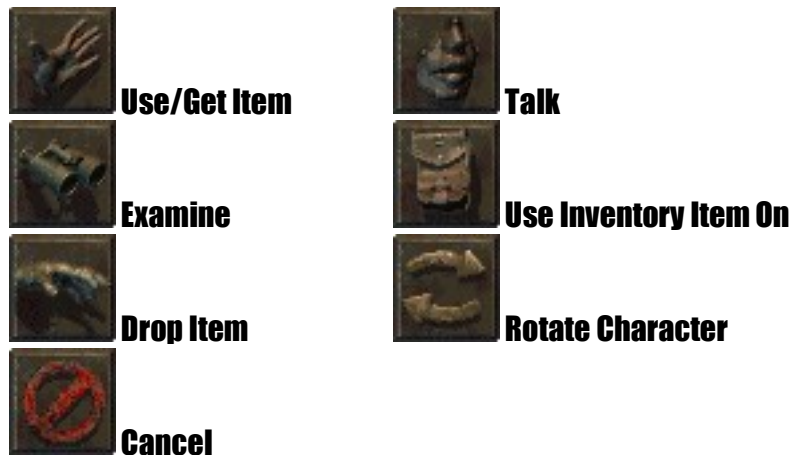 Use/Get Item
Talk
Examine
Use Inventory Item On
Drop Item
Rotate Character
Cancel